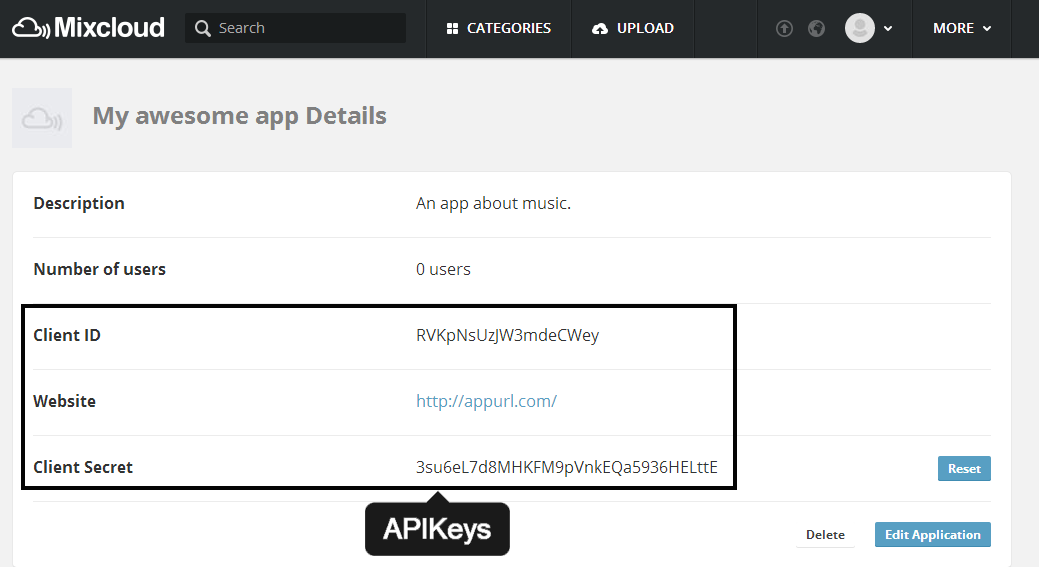 Mixcloud Search CATEGORIES UPLOAD MORE
My awesome app Details
Description An app about music.
Number of users 0 users
Client ID RVKpNsUzJW3mdeCWey
Website http://appurl.com/
Client Secret 3su6eL7d8MHKFM9pVnkEQa5936HELttE Reset
APIKeys
Delete Edit Application